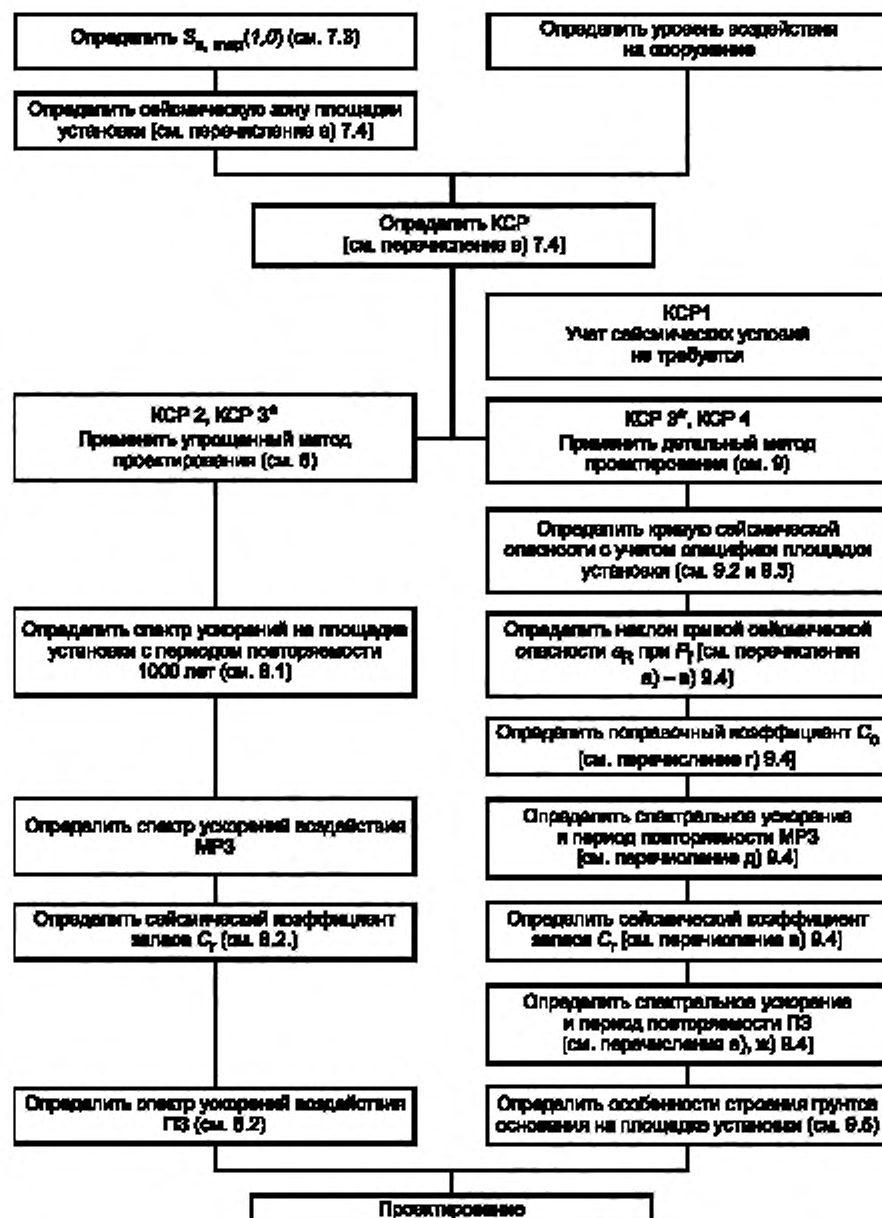 Определить S_{a, map}(1,0) (см. 7.3)
Определить уровень воздействия
на сооружение
Определить сейсмическую зону площадки
установки [см. перечисление а) 7.4]
Определить КСР
[см. перечисление в) 7.4]
КСР1
Учет сейсмических условий
не требуется
КСР 2, КСР 3*
Применить упрощенный метод
проектирования (см. 8)
КСР 3*, КСР 4
Применить детальный метод
проектирования (см. 9)
Определить кривую сейсмической
опасности с учетом специфики площадки
установки (см. 9.2 и 9.3)
Определить спектр ускорений на площадке
установки с периодом повторяемости
1000 лет (см. 8.1)
Определить наклон кривой сейсмической
опасности a_R при P_f [см. перечисления
а) – в) 9.4]
Определить поправочный коэффициент C_c
[см. перечисление г) 9.4]
Определить спектр ускорений воздействия
МРЗ
Определить спектральное ускорение
и период повторяемости МРЗ
[см. перечисление д) 9.4]
Определить сейсмический коэффициент
запаса C_r (см. 8.2.)
Определить сейсмический коэффициент
запаса C_r [см. перечисление е) 9.4]
Определить спектральное ускорение
и период повторяемости ПЗ
[см. перечисления е), ж) 9.4]
Определить спектр ускорений воздействия
ПЗ (см. 8.2)
Определить особенности строения грунтов
основания на площадке установки (см. 9.5)
Проектирование